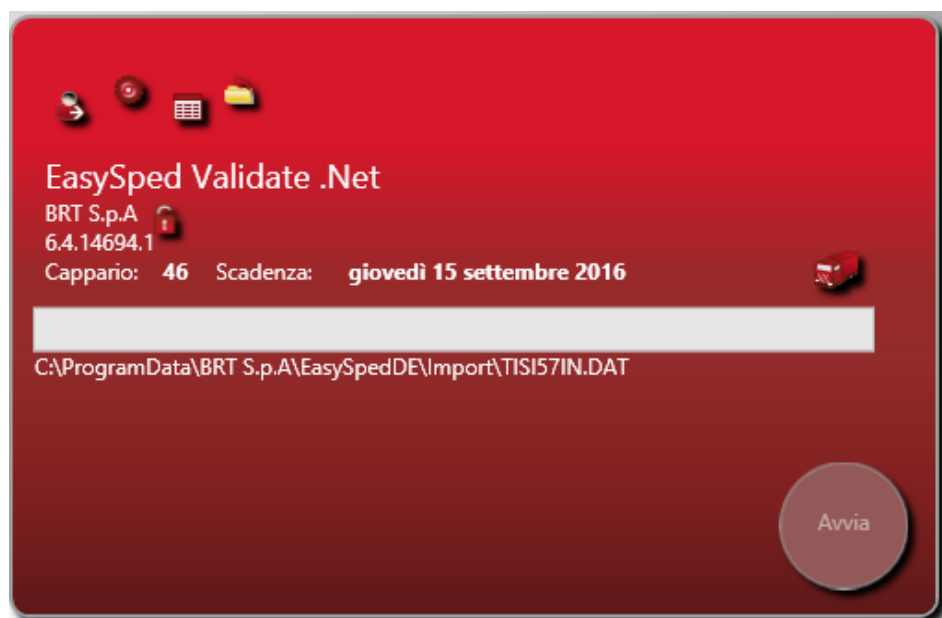 EasySped Validate .Net
BRT S.p.A
6.4.14694.1
Cappario: 46 Scadenza: giovedì 15 settembre 2016
C:\ProgramData\BRT S.p.A\EasySpedDE\Import\TISI57IN.DAT
Avvia